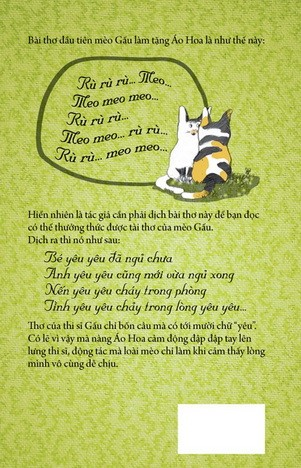 Bài thơ đầu tiên mèo Gấu làm tặng Áo Hoa là như thế này:
Rù rù rù... Meo...
Meo meo meo...
Rù rù rù...
Meo meo... rù rù...
Rù rù... meo meo...
Hiển nhiên là tác giả cần phải dịch bài thơ này để bạn đọc
có thể thưởng thức được tài thơ của mèo Gấu.
Dịch ra thì nó như sau:
Bé yêu yêu đã ngủ chưa
Anh yêu yêu cũng mới vừa ngủ xong
Nến yêu yêu cháy trong phòng
Tình yêu yêu chảy trong lòng yêu yêu...
Thơ của thi sĩ Gấu chỉ bốn câu mà có tới mười chữ "yêu".
Có lẽ vì vậy mà nàng Áo Hoa cảm động đập đập tay lên
lưng thi sĩ, động tác mà loài mèo chỉ làm khi cảm thấy lòng
mình vô cùng dễ chịu.